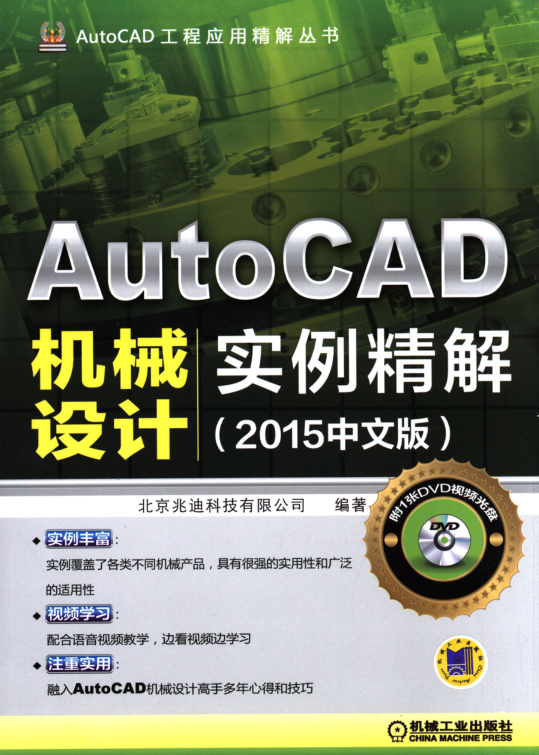 AutoCAD 工程应用精解丛书
AutoCAD
机械设计
实例精解
（2015中文版）
北京兆迪科技有限公司 编著
附1张DVD视频光盘
DVD
◆ 实例丰富：
实例覆盖了各类不同机械产品，具有很强的实用性和广泛
的适用性
◆ 视频学习：
配合语音视频教学，边看视频边学习
◆ 注重实用：
融入AutoCAD机械设计高手多年心得和技巧
机械工业出版社
CHINA MACHINE PRESS